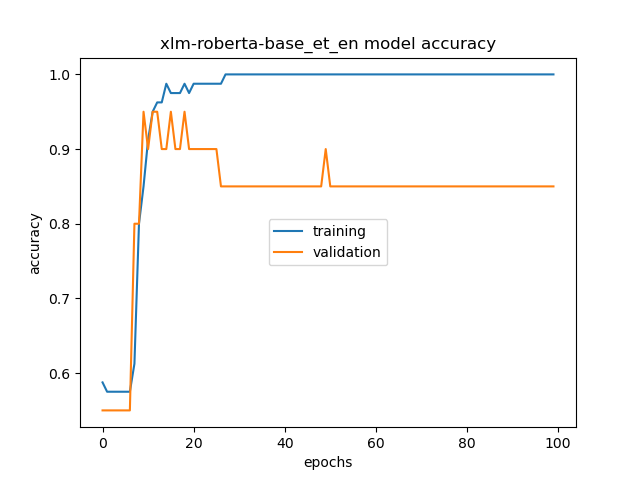 xlm-roberta-base_et_en model accuracy
1.0
0.9
0.8
0.7
0.6
accuracy
training
validation
0 20 40 60 80 100
epochs